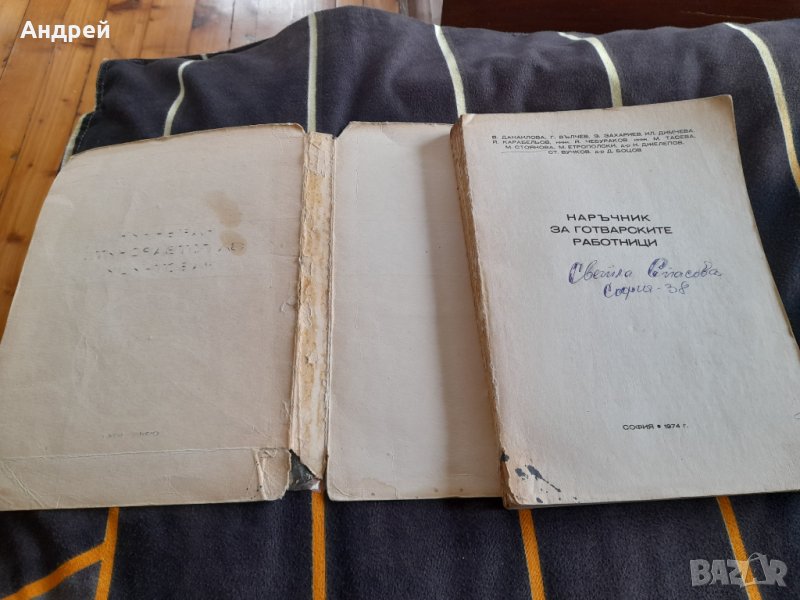 Андрей
В. ДАНАИЛОВА, Г. ВЪЛЧЕВ, З. ЗАХАРИЕВ, ИЛ. ДИМЧЕВА,
Й. КАРАБЕЛЬОВ, инж. Й. ЧЕБУРАКОВ, инж. М. ТАСЕВА,
М. СТОЯНОВА, М. ЕТРОПОЛСКИ, д-р Н. ДЖЕЛЕПОВ,
СТ. ВУЧКОВ, д-р Д. БОЦОВ
НАРЪЧНИК
ЗА ГОТВАРСКИТЕ
РАБОТНИЦИ
Светла Спасова
София-38
СОФИЯ • 1974 г.
BAZAR